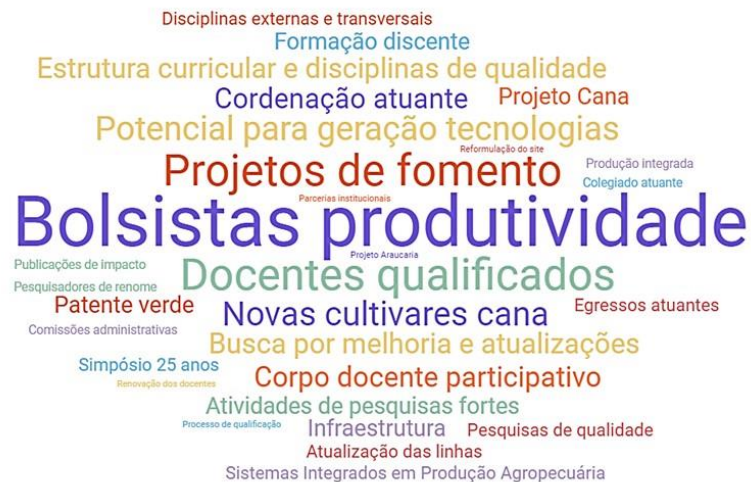 Disciplinas externas e transversais
Formação discente
Estrutura curricular e disciplinas de qualidade
Cordenação atuante
Projeto Cana
Potencial para geração tecnologias
Reformulação do site
Projetos de fomento
Produção integrada
Colegiado atuante
Parcerias institucionais
Bolsistas produtividade
Projeto Araucaria
Publicações de impacto
Docentes qualificados
Pesquisadores de renome
Patente verde
Novas cultivares cana
Egressos atuantes
Comissões administrativas
Busca por melhoria e atualizações
Simpósio 25 anos
Corpo docente participativo
Renovação dos docentes
Atividades de pesquisas fortes
Processo de qualificação
Infraestrutura
Pesquisas de qualidade
Atualização das linhas
Sistemas Integrados em Produção Agropecuária